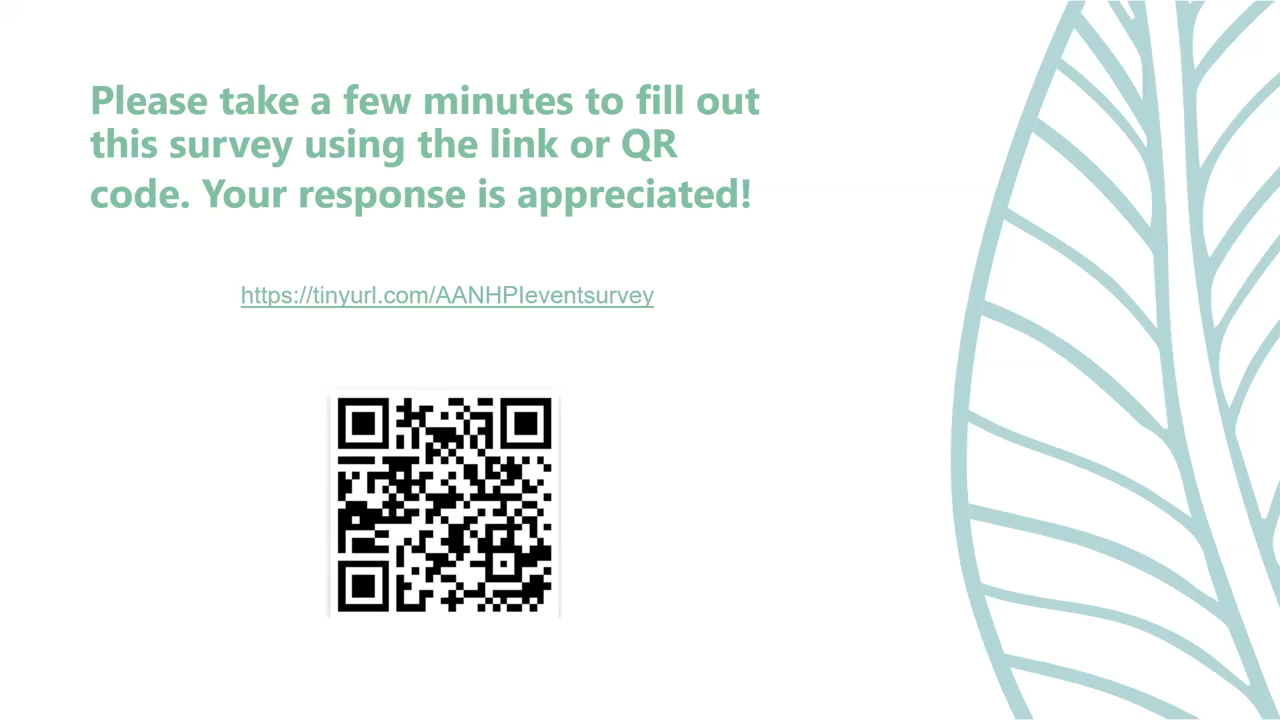 Please take a few minutes to fill out
this survey using the link or QR
code. Your response is appreciated!
https://tinyurl.com/AANHPIeventsurvey